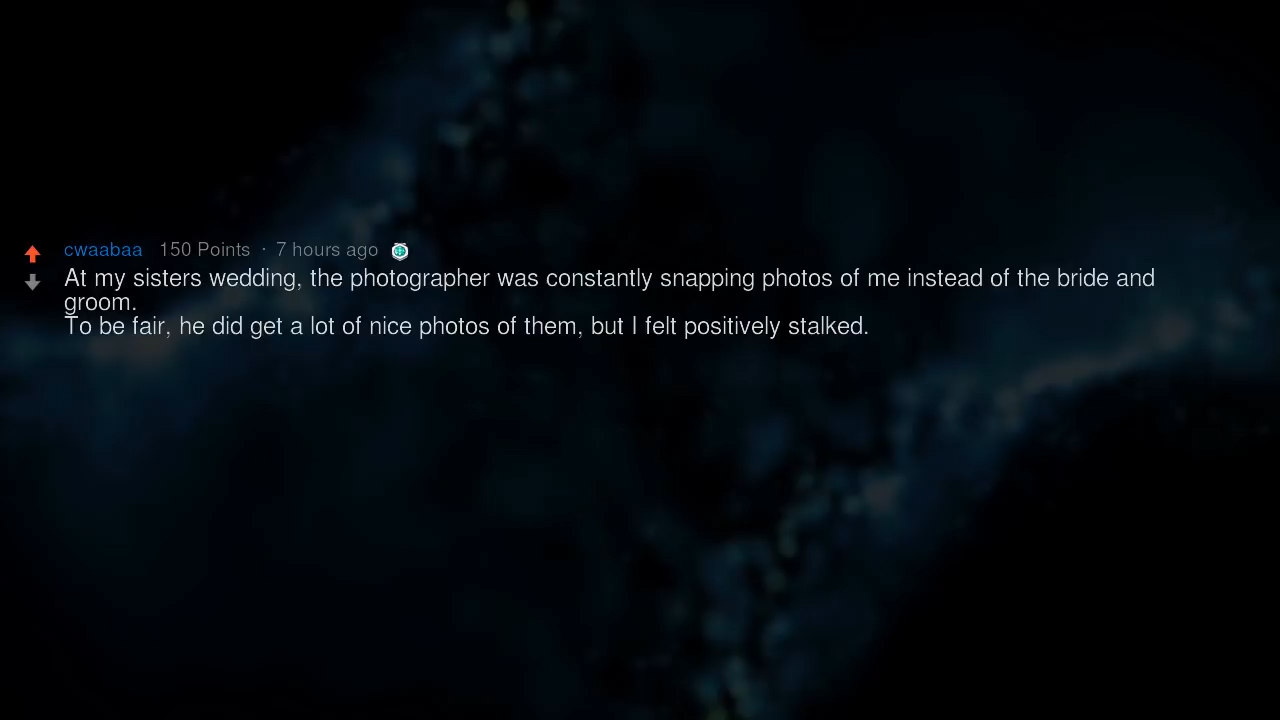 cwaabaa 150 Points · 7 hours ago
At my sisters wedding, the photographer was constantly snapping photos of me instead of the bride and
groom.
To be fair, he did get a lot of nice photos of them, but I felt positively stalked.